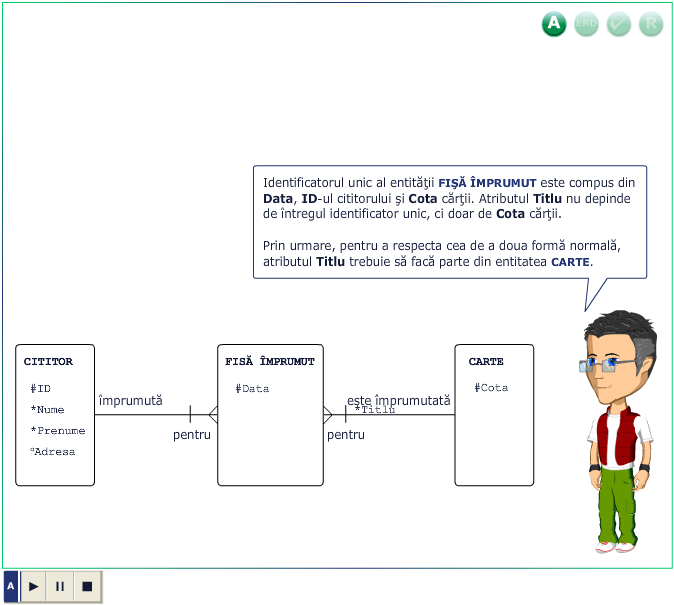 A ERD R
Identificatorul unic al entităţii FIŞĂ ÎMPRUMUT este compus din
Data, ID-ul cititorului şi Cota cărţii. Atributul Titlu nu depinde
de întregul identificator unic, ci doar de Cota cărţii.
Prin urmare, pentru a respecta cea de a doua formă normală,
atributul Titlu trebuie să facă parte din entitatea CARTE.
CITITOR
#ID
*Nume
*Prenume
°Adresa
împrumută
pentru
FISĂ ÎMPRUMUT
#Data
este împrumutată
*Titlu
pentru
CARTE
#Cota
A